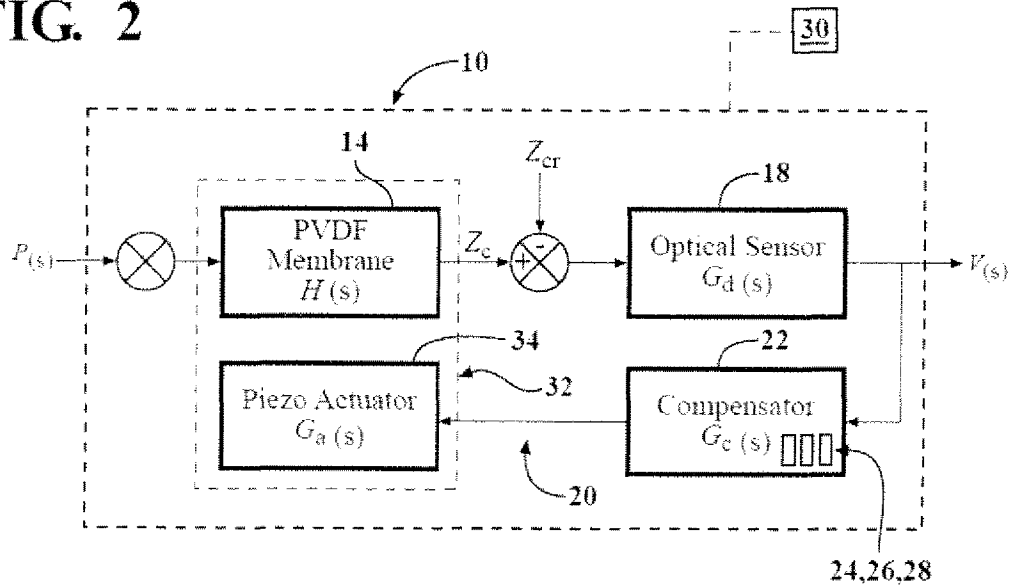 FIG. 2
30
10
14
Zcr
18
P(s)
PVDF
Membrane
H (s)
Zc
+
-
Optical Sensor
Gd (s)
V(s)
34
22
Piezo Actuator
Ga (s)
32
Compensator
Gc (s)
20
24,26,28